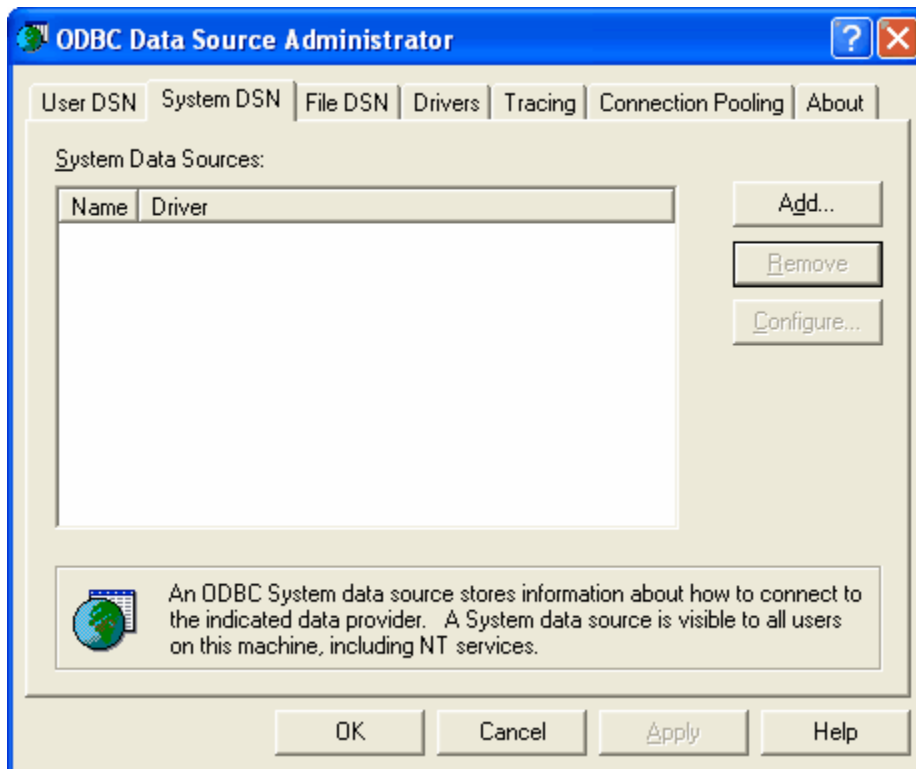 ODBC Data Source Administrator
User DSN System DSN File DSN Drivers Tracing Connection Pooling About
System Data Sources:
Name Driver
Add...
Remove
Configure...
An ODBC System data source stores information about how to connect to
the indicated data provider. A System data source is visible to all users
on this machine, including NT services.
OK Cancel Apply Help